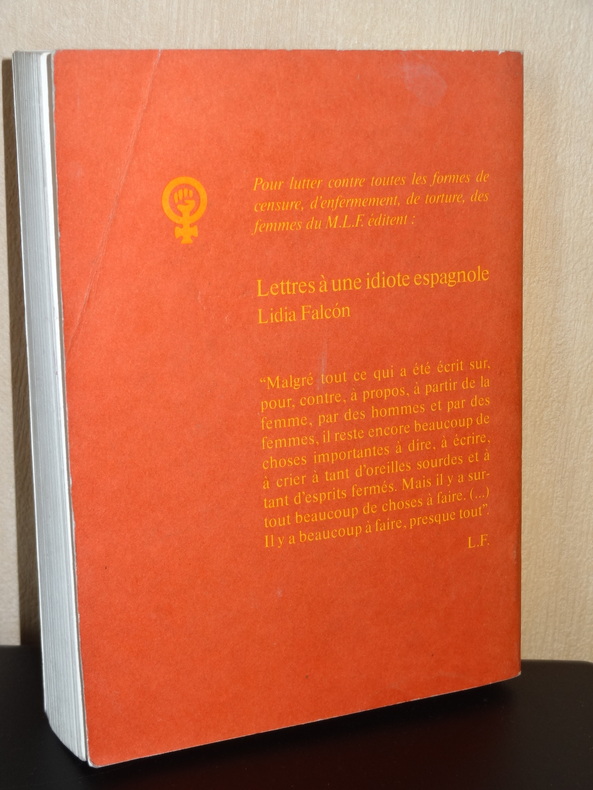 Pour lutter contre toutes les formes de
censure, d'enfermement, de torture, des
femmes du M.L.F. éditent :
Lettres à une idiote espagnole
Lidia Falcón
“Malgré tout ce qui a été écrit sur,
pour, contre, à propos, à partir de la
femme, par des hommes et par des
femmes, il reste encore beaucoup de
choses importantes à dire, à écrire,
à crier à tant d'oreilles sourdes et à
tant d'esprits fermés. Mais il y a sur-
tout beaucoup de choses à faire. (...)
Il y a beaucoup à faire, presque tout”.
L.F.